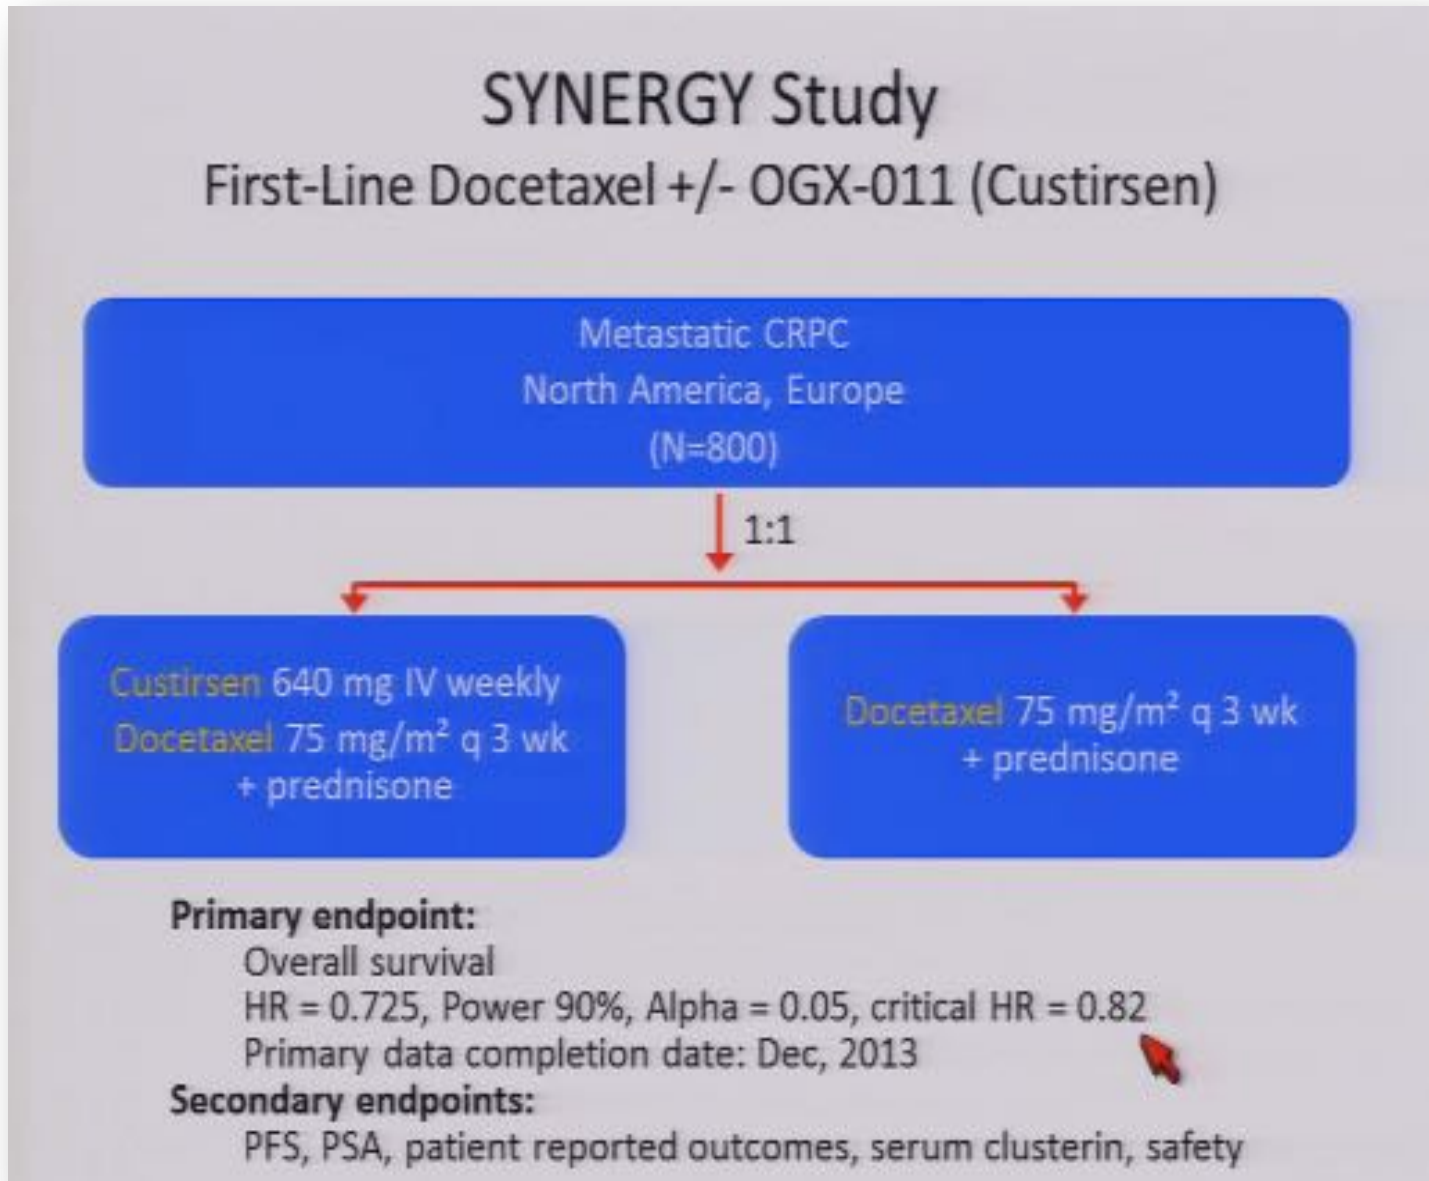 SYNERGY Study
First-Line Docetaxel +/- OGX-011 (Custirsen)
Metastatic CRPC
North America, Europe
(N=800)
1:1
Custirsen 640 mg IV weekly
Docetaxel 75 mg/m² q 3 wk
+ prednisone
Docetaxel 75 mg/m² q 3 wk
+ prednisone
Primary endpoint:
Overall survival
HR = 0.725, Power 90%, Alpha = 0.05, critical HR = 0.82
Primary data completion date: Dec, 2013
Secondary endpoints:
PFS, PSA, patient reported outcomes, serum clusterin, safety